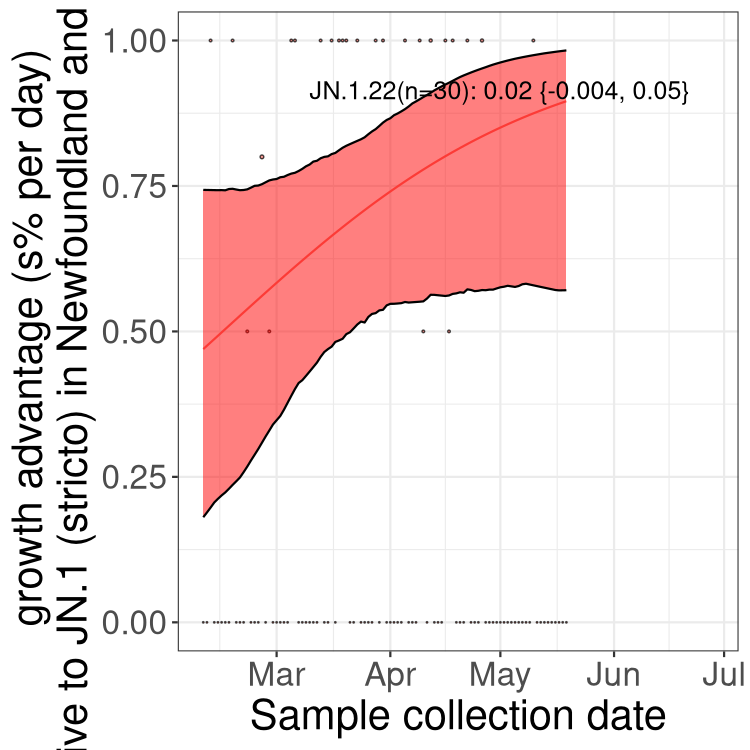 growth advantage (s% per day)
ive to JN.1 (stricto) in Newfoundland and
1.00
JN.1.22(n=30): 0.02 {-0.004, 0.05}
0.75
0.50
0.25
0.00
Mar Apr May Jun Jul
Sample collection date